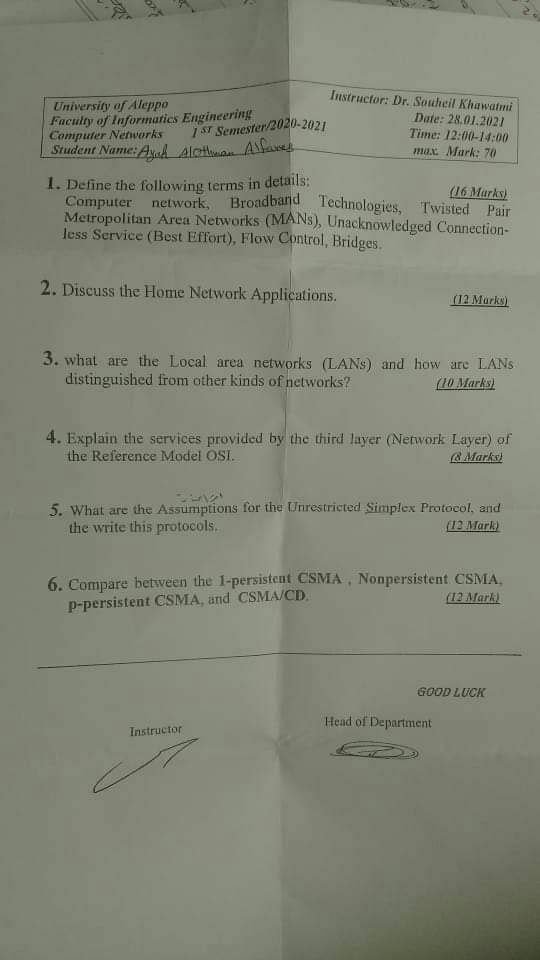 University of Aleppo
Faculty of Informatics Engineering
Computer Networks 1 ST Semester/2020-2021
Student Name: Ayah Alothman Alfares
Instructor: Dr. Souheil Khawatmi
Date: 28.01.2021
Time: 12:00-14:00
max. Mark: 70
1. Define the following terms in details:
(16 Marks)
Computer network, Broadband Technologies, Twisted Pair
Metropolitan Area Networks (MANs), Unacknowledged Connection-
less Service (Best Effort), Flow Control, Bridges.
2. Discuss the Home Network Applications.
(12 Marks)
3. what are the Local area networks (LANs) and how are LANs
distinguished from other kinds of networks? (10 Marks)
4. Explain the services provided by the third layer (Network Layer) of
the Reference Model OSI. (8 Marks)
5. What are the Assumptions for the Unrestricted Simplex Protocol, and
the write this protocols. (12 Mark)
6. Compare between the 1-persistent CSMA , Nonpersistent CSMA,
p-persistent CSMA, and CSMA/CD. (12 Mark)
GOOD LUCK
Instructor
Head of Department